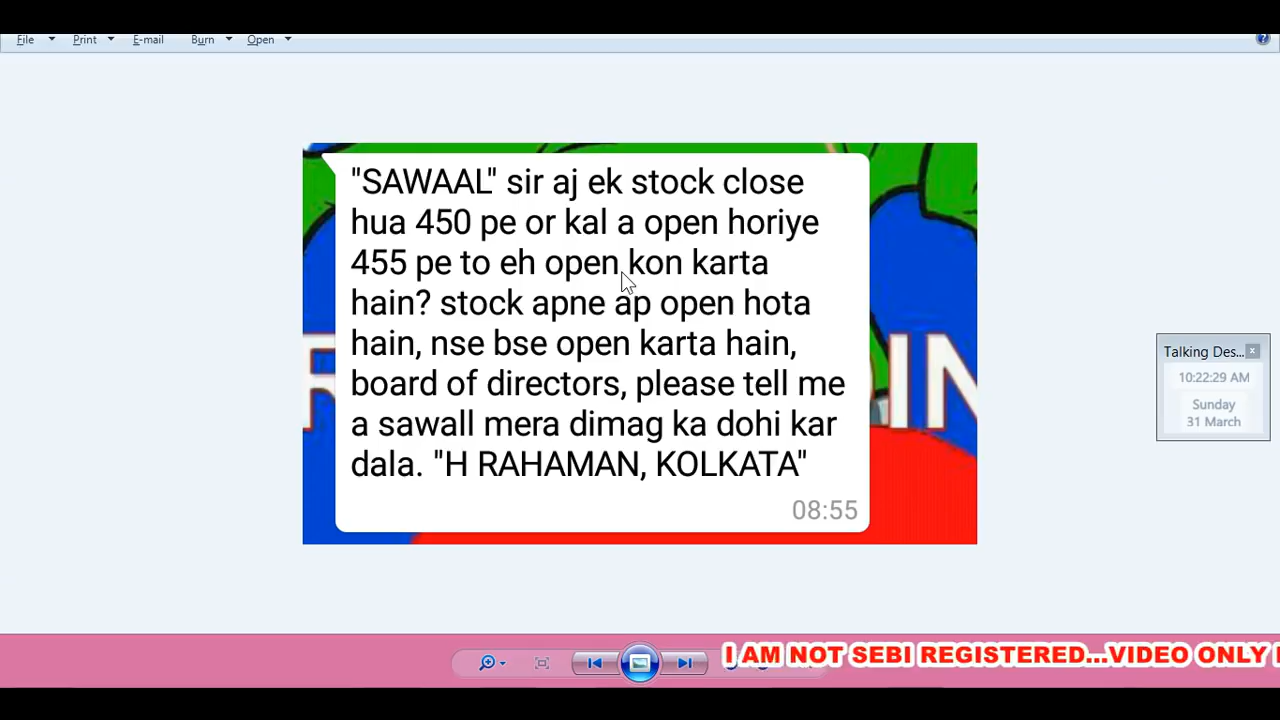 File Print E-mail Burn Open
"SAWAAL" sir aj ek stock close
hua 450 pe or kal a open horiye
455 pe to eh open kon karta
hain? stock apne ap open hota
hain, nse bse open karta hain,
board of directors, please tell me
a sawall mera dimag ka dohi kar
dala. "H RAHAMAN, KOLKATA"
08:55
R
IN
Talking Des... x
10:22:29 AM
Sunday
31 March
I AM NOT SEBI REGISTERED...VIDEO ONLY